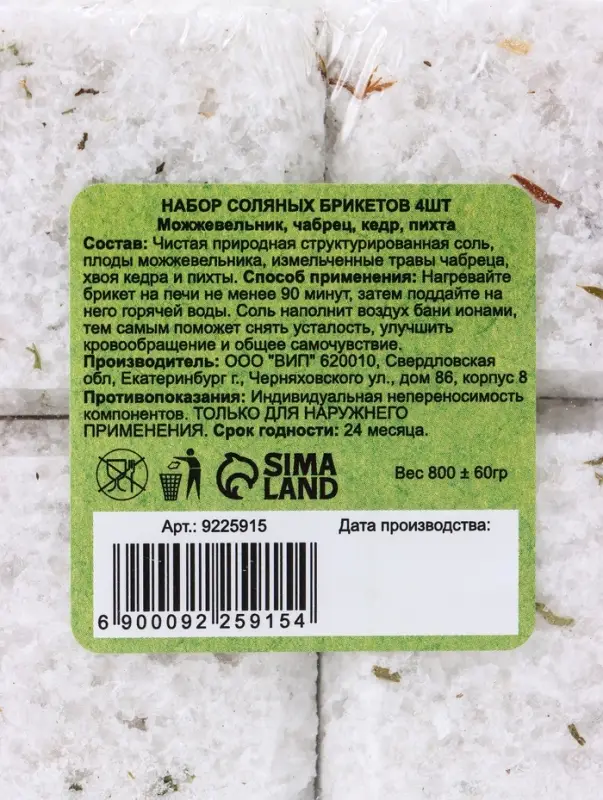 НАБОР СОЛЯНЫХ БРИКЕТОВ 4ШТ
Можжевельник, чабрец, кедр, пихта
Состав: Чистая природная структурированная соль,
плоды можжевельника, измельченные травы чабреца,
хвоя кедра и пихты. Способ применения: Нагревайте
брикет на печи не менее 90 минут, затем поддайте на
него горячей воды. Соль наполнит воздух бани ионами,
тем самым поможет снять усталость, улучшить
кровообращение и общее самочувствие.
Производитель: ООО "ВИП" 620010, Свердловская
обл, Екатеринбург г., Черняховского ул., дом 86, корпус 8
Противопоказания: Индивидуальная непереносимость
компонентов. ТОЛЬКО ДЛЯ НАРУЖНЕГО
ПРИМЕНЕНИЯ. Срок годности: 24 месяца.
SIMA
LAND
Вес 800 ± 60гр
Арт.: 9225915
Дата производства:
6 900092 259154